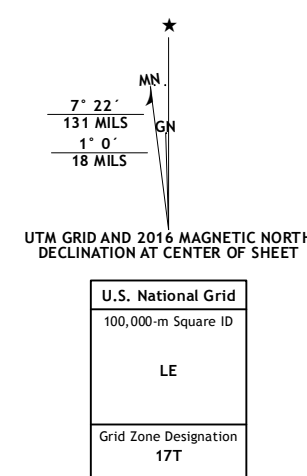 ★
MN
7° 22´
131 MILS
GN
1° 0´
18 MILS
UTM GRID AND 2016 MAGNETIC NORTH
DECLINATION AT CENTER OF SHEET
U.S. National Grid
100,000-m Square ID
LE
Grid Zone Designation
17T